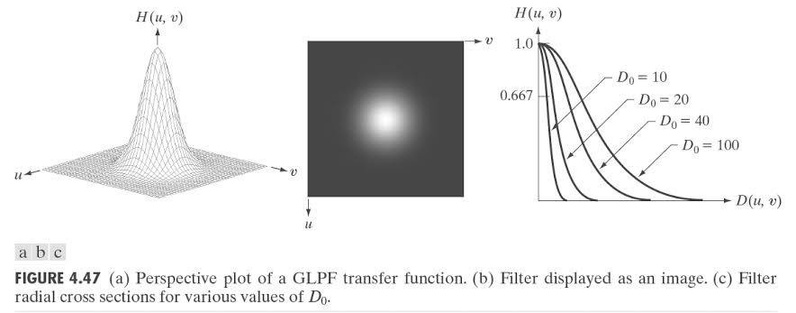 H(u, v)
u
v
v
u
H(u, v)
1.0
0.667
D₀ = 10
D₀ = 20
D₀ = 40
D₀ = 100
D(u, v)
a b c
FIGURE 4.47 (a) Perspective plot of a GLPF transfer function. (b) Filter displayed as an image. (c) Filter
radial cross sections for various values of D₀.